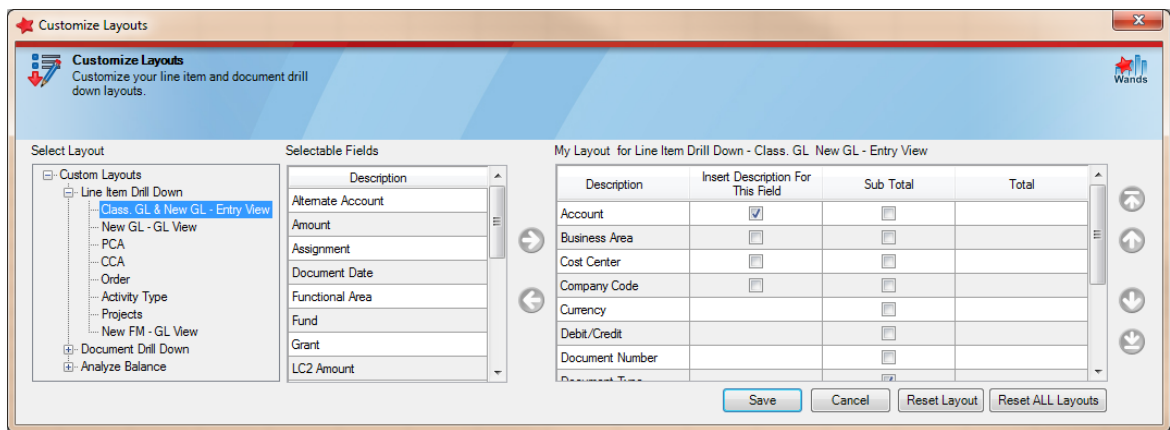 Customize Layouts
Customize Layouts
Customize your line item and document drill
down layouts.
Wands
Select Layout
Custom Layouts
Line Item Drill Down
Class. GL & New GL - Entry View
New GL - GL View
PCA
CCA
Order
Activity Type
Projects
New FM - GL View
Document Drill Down
Analyze Balance
Selectable Fields
Description
Alternate Account
Amount
Assignment
Document Date
Functional Area
Fund
Grant
LC2 Amount
My Layout for Line Item Drill Down - Class. GL New GL - Entry View
Description Insert Description For This Field Sub Total Total
Account
Business Area
Cost Center
Company Code
Currency
Debit/Credit
Document Number
Document Type
Save Cancel Reset Layout Reset ALL Layouts